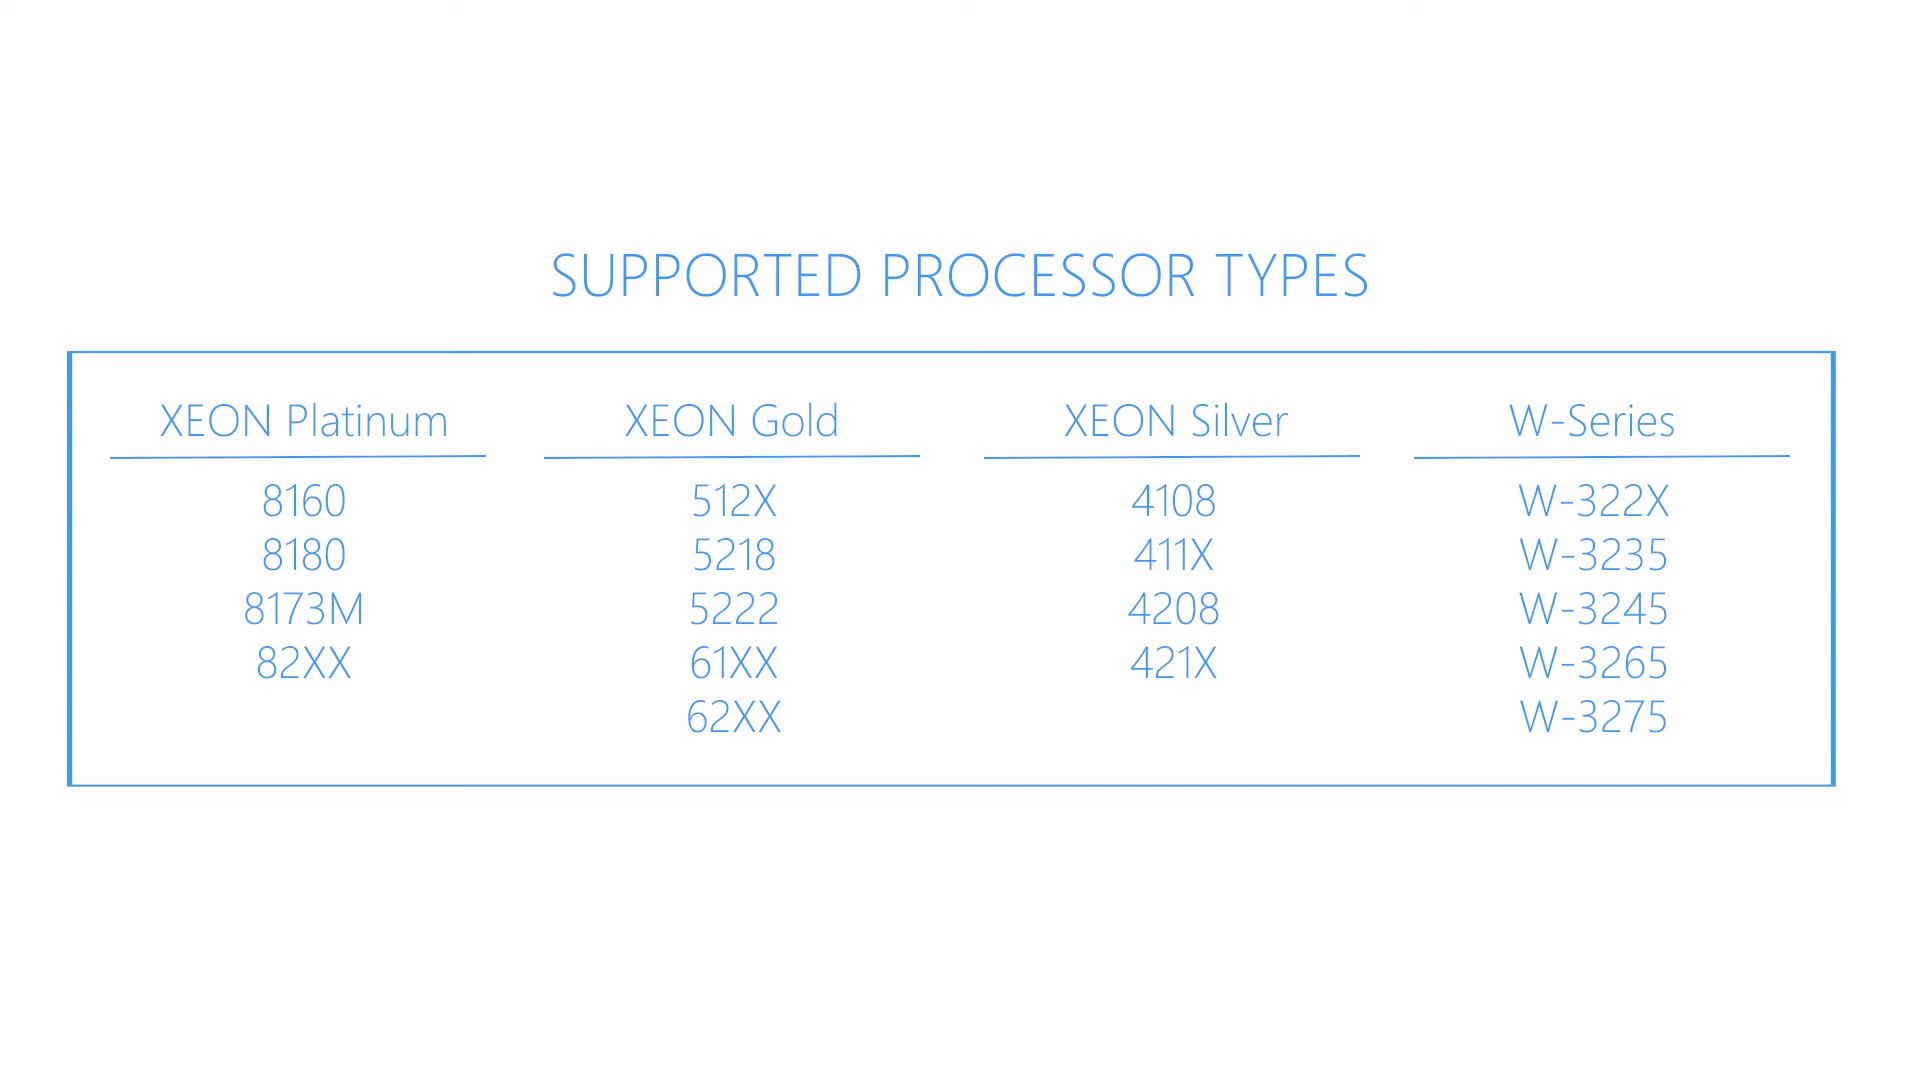 SUPPORTED PROCESSOR TYPES
XEON Platinum
8160
8180
8173M
82XX
XEON Gold
512X
5218
5222
61XX
62XX
XEON Silver
4108
411X
4208
421X
W-Series
W-322X
W-3235
W-3245
W-3265
W-3275